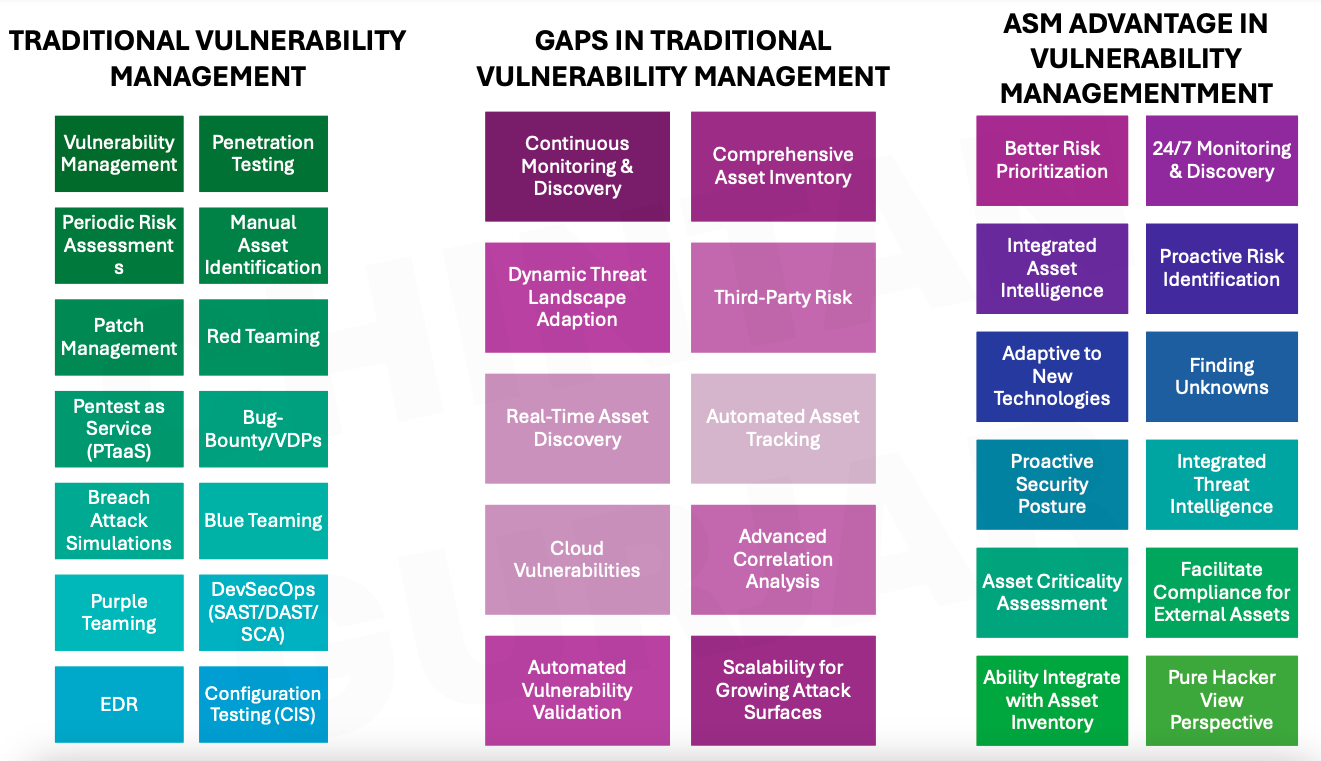 TRADITIONAL VULNERABILITY
MANAGEMENT
Vulnerability
Management
Penetration
Testing
Periodic Risk
Assessment
s
Manual
Asset
Identification
Patch
Management
Red Teaming
Pentest as
Service
(PTaaS)
Bug-
Bounty/VDPs
Breach
Attack
Simulations
Blue Teaming
Purple
Teaming
DevSecOps
(SAST/DAST/
SCA)
EDR
Configuration
Testing (CIS)
GAPS IN TRADITIONAL
VULNERABILITY MANAGEMENT
Continuous
Monitoring &
Discovery
Comprehensive
Asset Inventory
Dynamic Threat
Landscape
Adaption
Third-Party Risk
Real-Time Asset
Discovery
Automated Asset
Tracking
Cloud
Vulnerabilities
Advanced
Correlation
Analysis
Automated
Vulnerability
Validation
Scalability for
Growing Attack
Surfaces
ASM ADVANTAGE IN
VULNERABILITY
MANAGEMENTMENT
Better Risk
Prioritization
24/7 Monitoring
& Discovery
Integrated
Asset
Intelligence
Proactive Risk
Identification
Adaptive to
New
Technologies
Finding
Unknowns
Proactive
Security
Posture
Integrated
Threat
Intelligence
Asset Criticality
Assessment
Facilitate
Compliance for
External Assets
Ability Integrate
with Asset
Inventory
Pure Hacker
View
Perspective